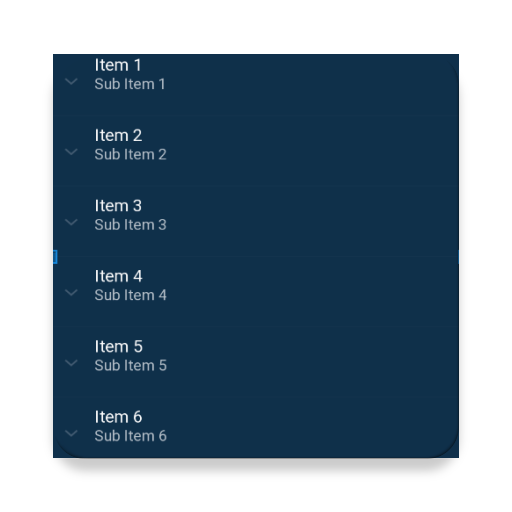 Item 1
Sub Item 1
Item 2
Sub Item 2
Item 3
Sub Item 3
Item 4
Sub Item 4
Item 5
Sub Item 5
Item 6
Sub Item 6